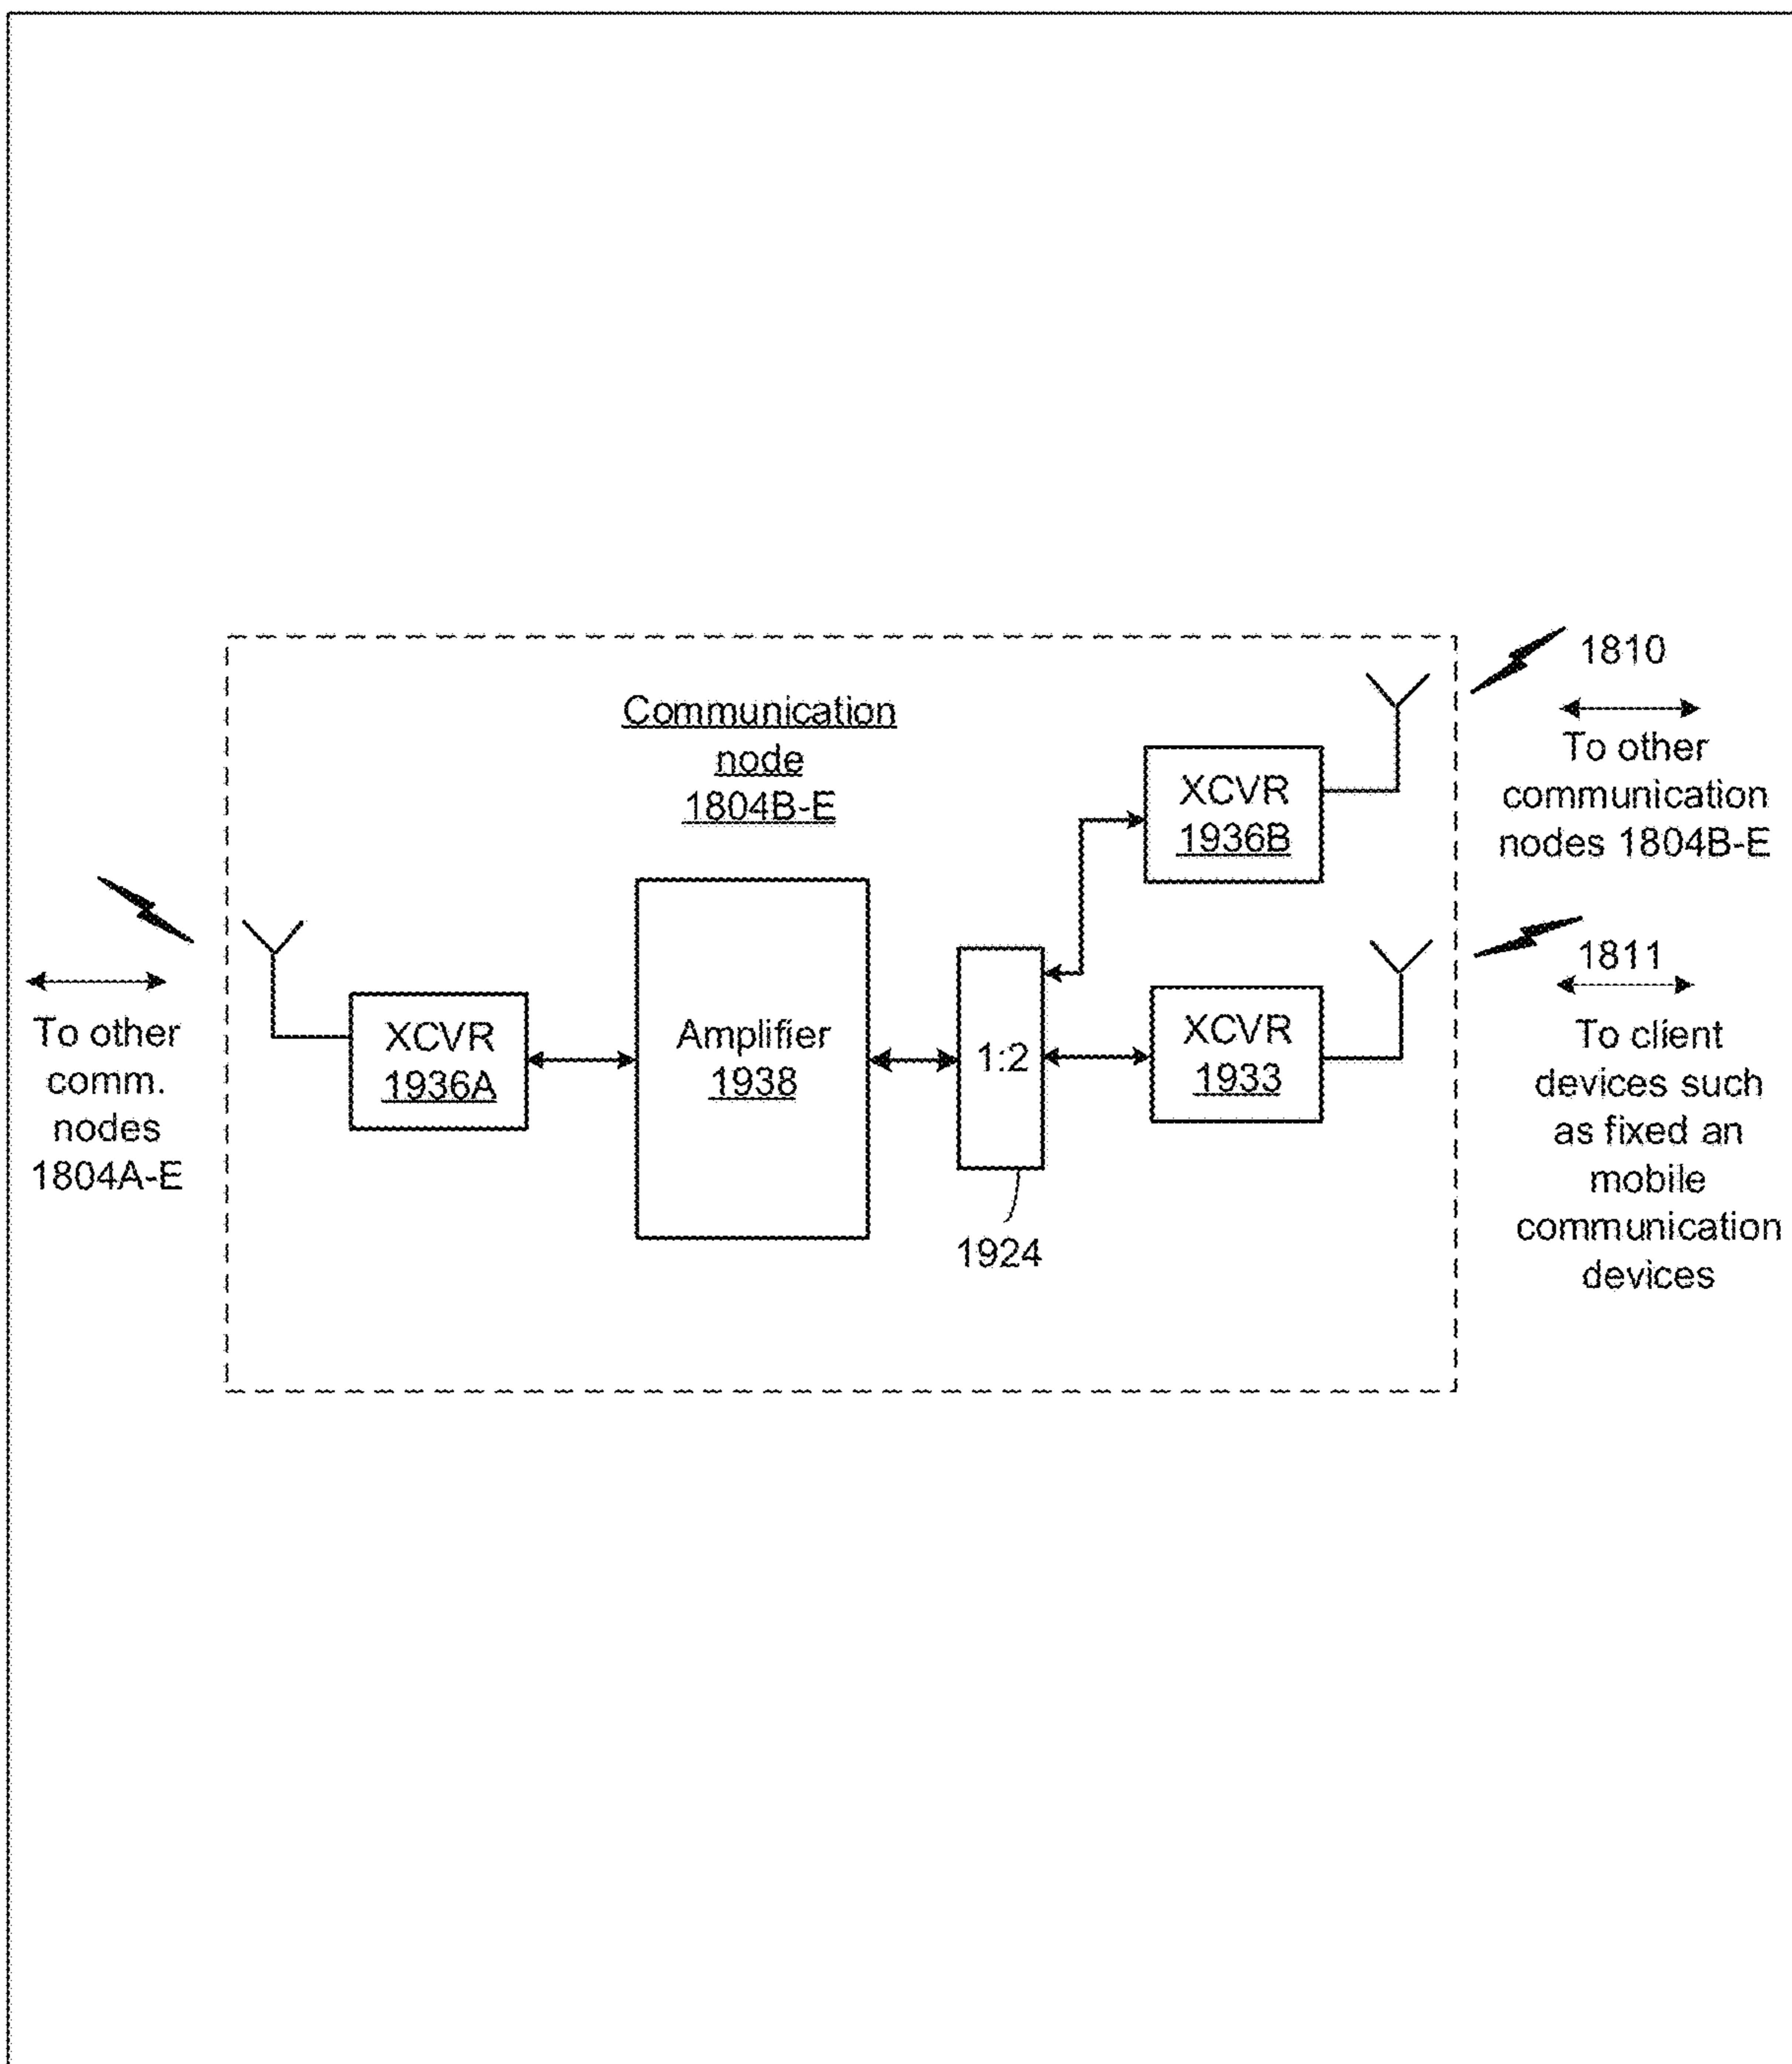 Communication
node
1804B-E
To other
comm.
nodes
1804A-E
XCVR
1936A
Amplifier
1938
1:2
1924
XCVR
1936B
XCVR
1933
1810
To other
communication
nodes 1804B-E
1811
To client
devices such
as fixed an
mobile
communication
devices